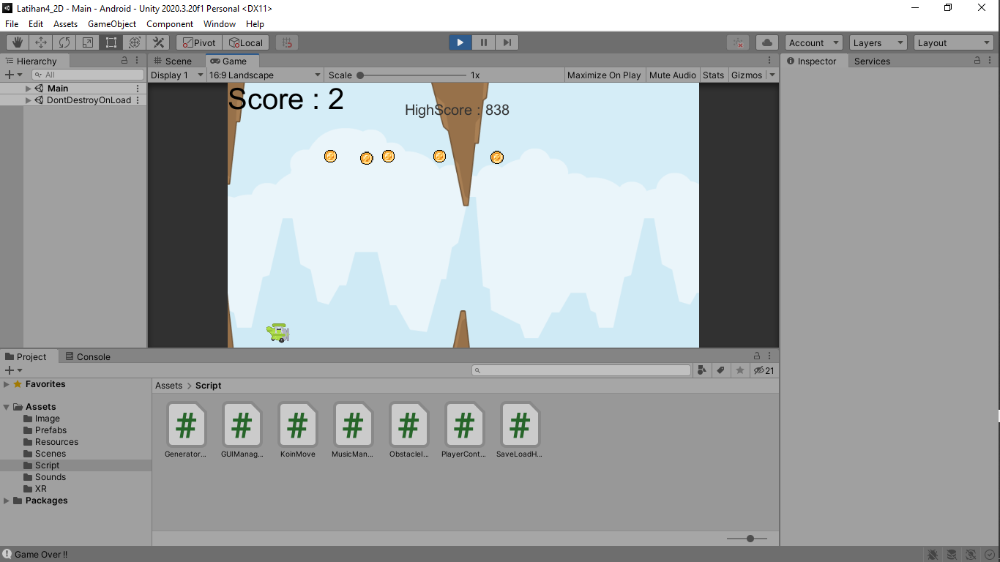 Latihan4_2D - Main - Android - Unity 2020.3.20f1 Personal <DX11>
File Edit Assets GameObject Component Window Help
Pivot Local Account Layers Layout
Hierarchy Scene Game Inspector Services
All Display 1 16:9 Landscape Scale 1x Maximize On Play Mute Audio Stats Gizmos
Main
DontDestroyOnLoad
Score : 2
HighScore : 838
Project Console
21
Favorites
Assets > Script
Assets
Image
Prefabs
Resources
Scenes
Script
Sounds
XR
Packages
Generator... GUIManag... KoinMove MusicMan... ObstacleI... PlayerCont... SaveLoadH...
Game Over !!